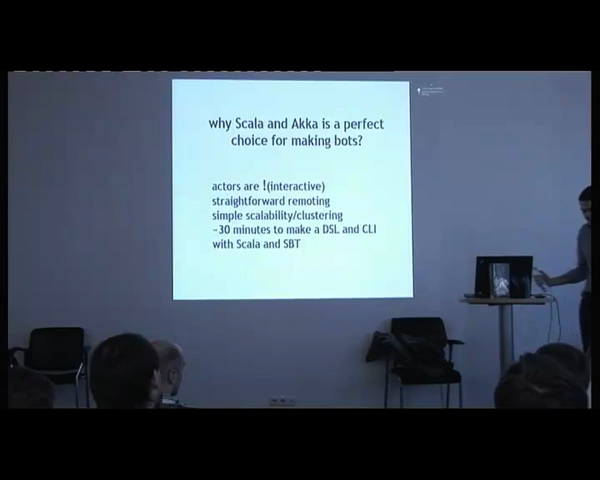 why Scala and Akka is a perfect
choice for making bots?
actors are !(interactive)
straightforward remoting
simple scalability/clustering
~30 minutes to make a DSL and CLI
with Scala and SBT